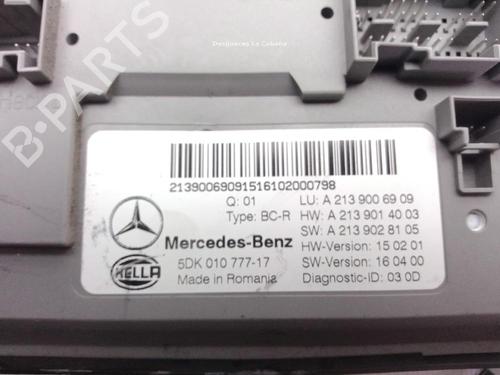 Desguaces La Cabaña
B-PARTS
21390069091516102000798
Q: 01
LU: A 213 900 69 09
Type: BC-R
HW: A 213 901 40 03
SW: A 213 902 81 05
Mercedes-Benz
HW-Version: 15 02 01
5DK 010 777-17
SW-Version: 16 04 00
HELLA
Made in Romania
Diagnostic-ID: 03 0D